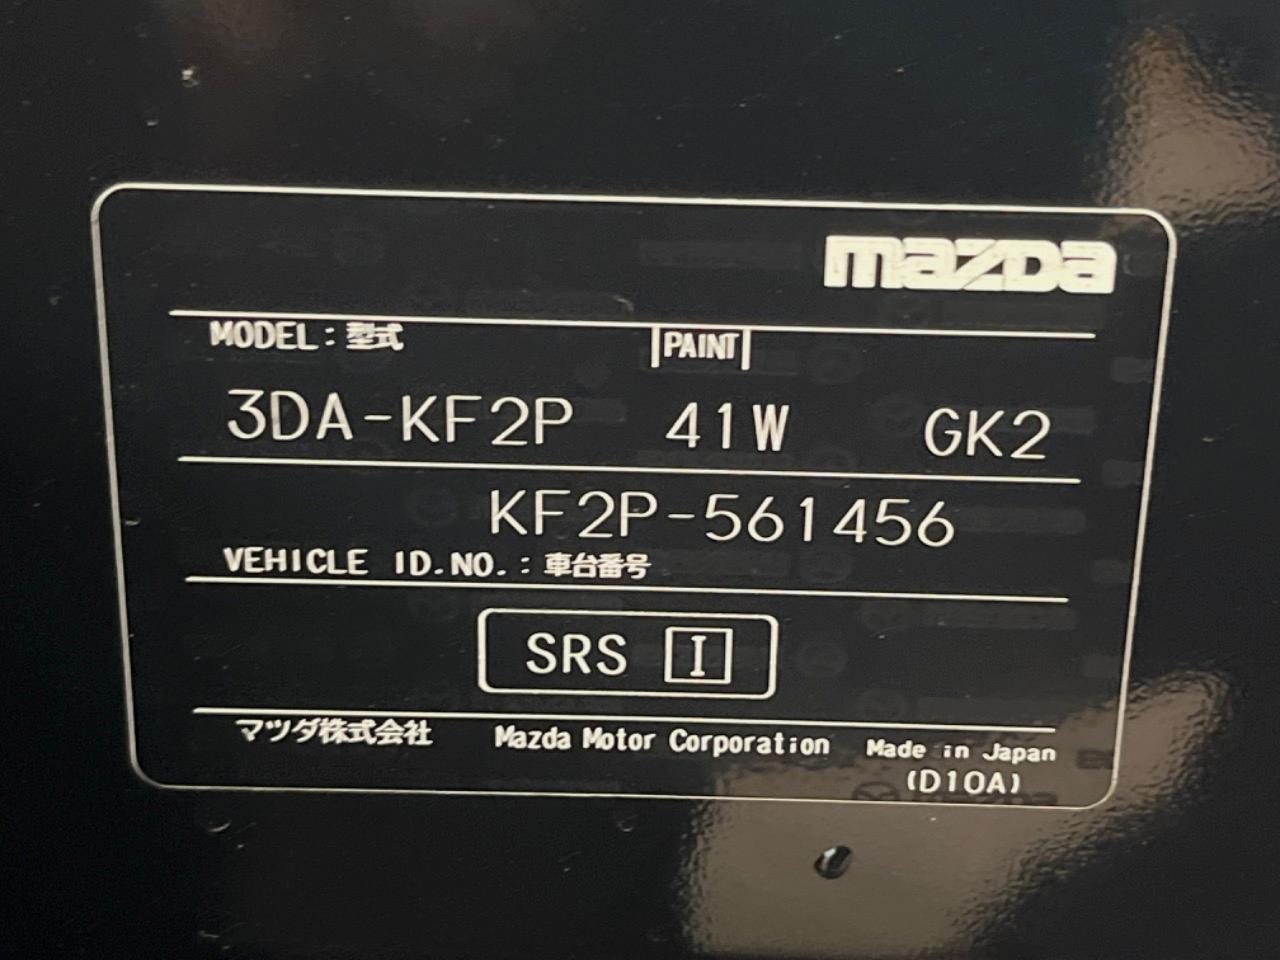 mazda
MODEL:型式 PAINT
3DA-KF2P 41W GK2
KF2P-561456
VEHICLE ID.NO.:車台番号
SRS I
マツダ株式会社 Mazda Motor Corporation Made in Japan
(D10A)